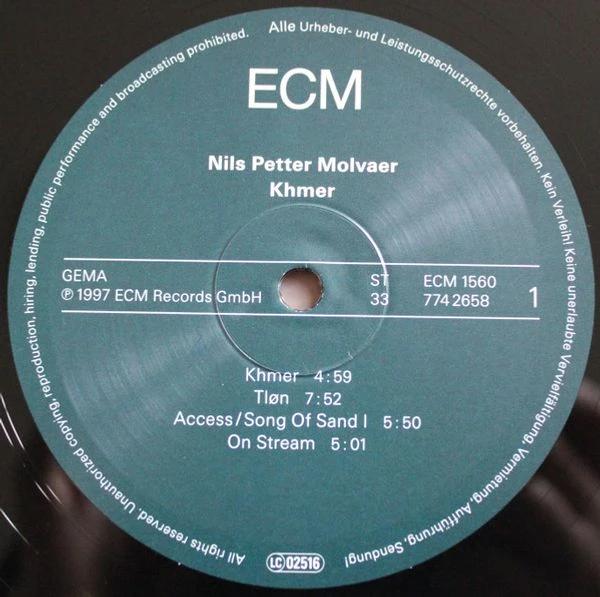 ECM
Nils Petter Molvaer
Khmer
GEMA
℗ 1997 ECM Records GmbH
ST
33
ECM 1560
774 2658
1
Khmer 4:59
Tløn 7:52
Access/Song Of Sand I 5:50
On Stream 5:01
Alle Urheber- und Leistungsschutzrechte vorbehalten. Kein Verleih! Keine unerlaubte Vervielfältigung, Vermietung, Aufführung, Sendung!
LC 02516
All rights reserved. Unauthorized copying, reproduction, hiring, lending, public performance and broadcasting prohibited.